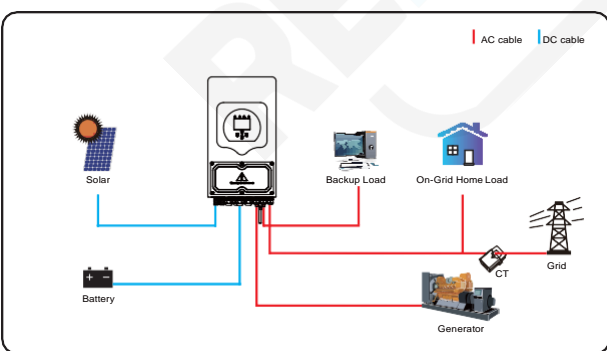 AC cable
DC cable
Solar
Backup Load
On-Grid Home Load
CT
Grid
Battery
Generator